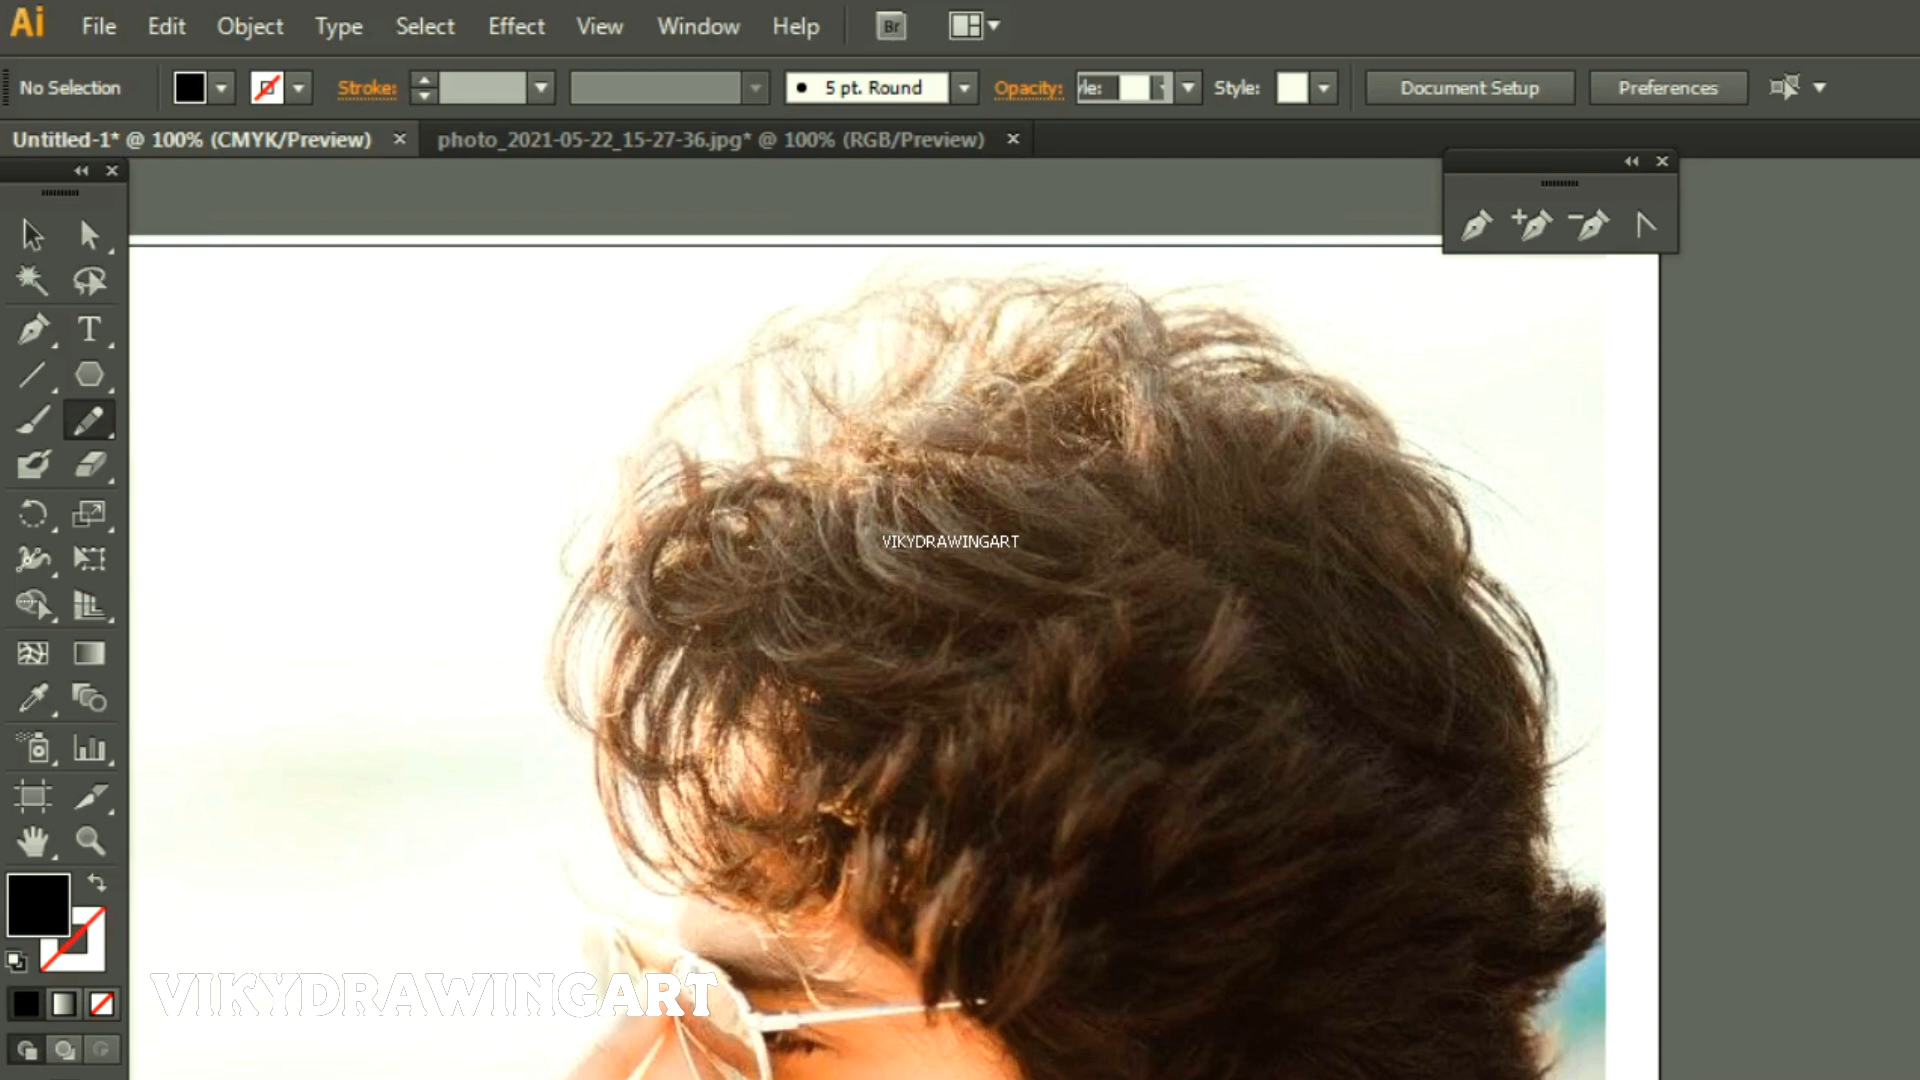 Ai File Edit Object Type Select Effect View Window Help Br
No Selection Stroke: 5 pt. Round Opacity: Style: Document Setup Preferences
Untitled-1* @ 100% (CMYK/Preview) photo_2021-05-22_15-27-36.jpg* @ 100% (RGB/Preview)
T
VIKYDRAWINGART
VIKYDRAWINGART